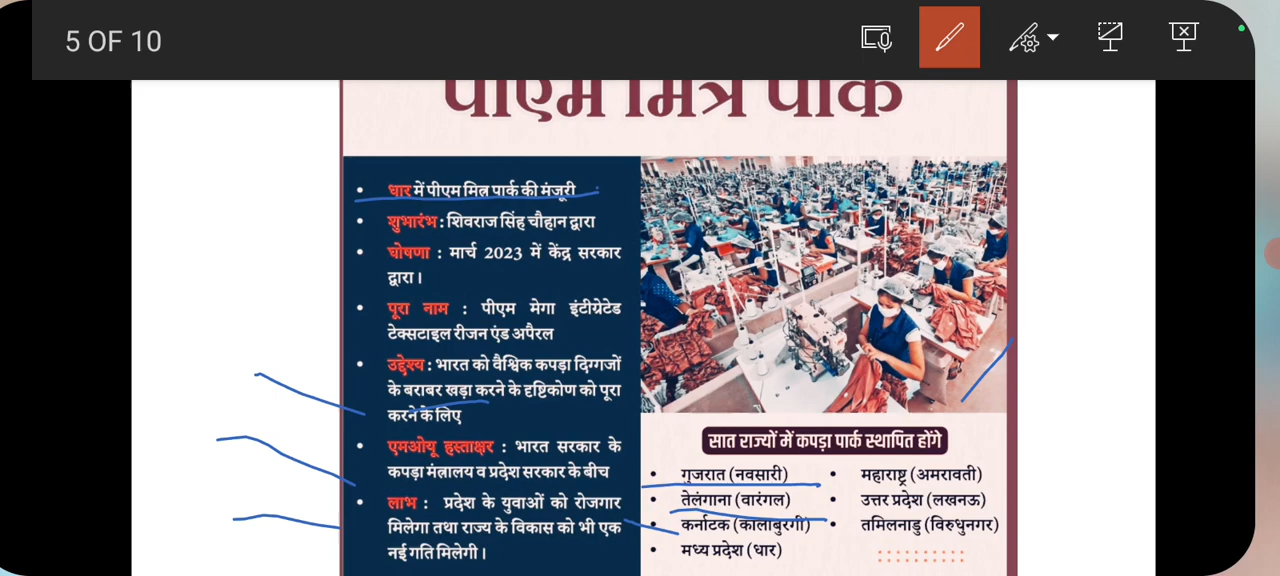 5 OF 10
पीएम मित्र पार्क
धार में पीएम मित्र पार्क की मंजूरी
शुभारंभ : शिवराज सिंह चौहान द्वारा
घोषणा : मार्च 2023 में केंद्र सरकार
द्वारा।
पूरा नाम : पीएम मेगा इंटीग्रेटेड
टेक्सटाइल रीजन एंड अपैरल
उद्देश्य : भारत को वैश्विक कपड़ा दिग्गजों
के बराबर खड़ा करने के दृष्टिकोण को पूरा
करने के लिए
एमओयू हस्ताक्षर : भारत सरकार के
कपड़ा मंत्रालय व प्रदेश सरकार के बीच
लाभ : प्रदेश के युवाओं को रोजगार
मिलेगा तथा राज्य के विकास को भी एक
नई गति मिलेगी।
सात राज्यों में कपड़ा पार्क स्थापित होंगे
गुजरात (नवसारी)
तेलंगाना (वारंगल)
कर्नाटक (कालाबुरगी)
मध्य प्रदेश (धार)
महाराष्ट्र (अमरावती)
उत्तर प्रदेश (लखनऊ)
तमिलनाडु (विरुधुनगर)